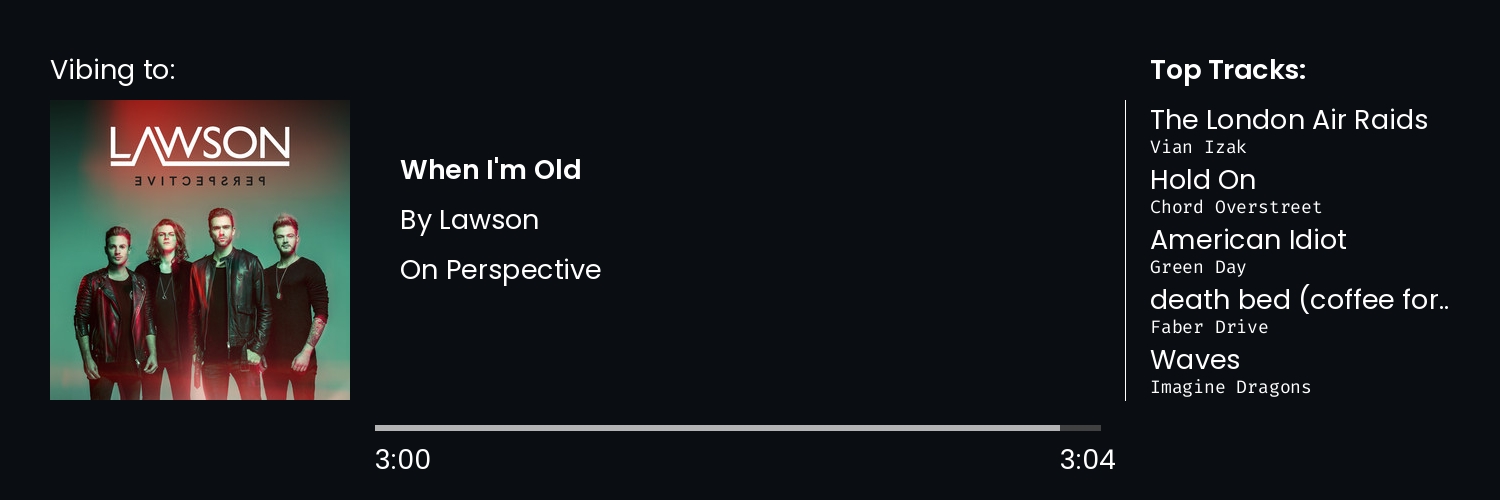 Vibing to:
LAWSON
PERSPECTIVE
When I'm Old
By Lawson
On Perspective
3:00
3:04
Top Tracks:
The London Air Raids
Vian Izak
Hold On
Chord Overstreet
American Idiot
Green Day
death bed (coffee for..
Faber Drive
Waves
Imagine Dragons